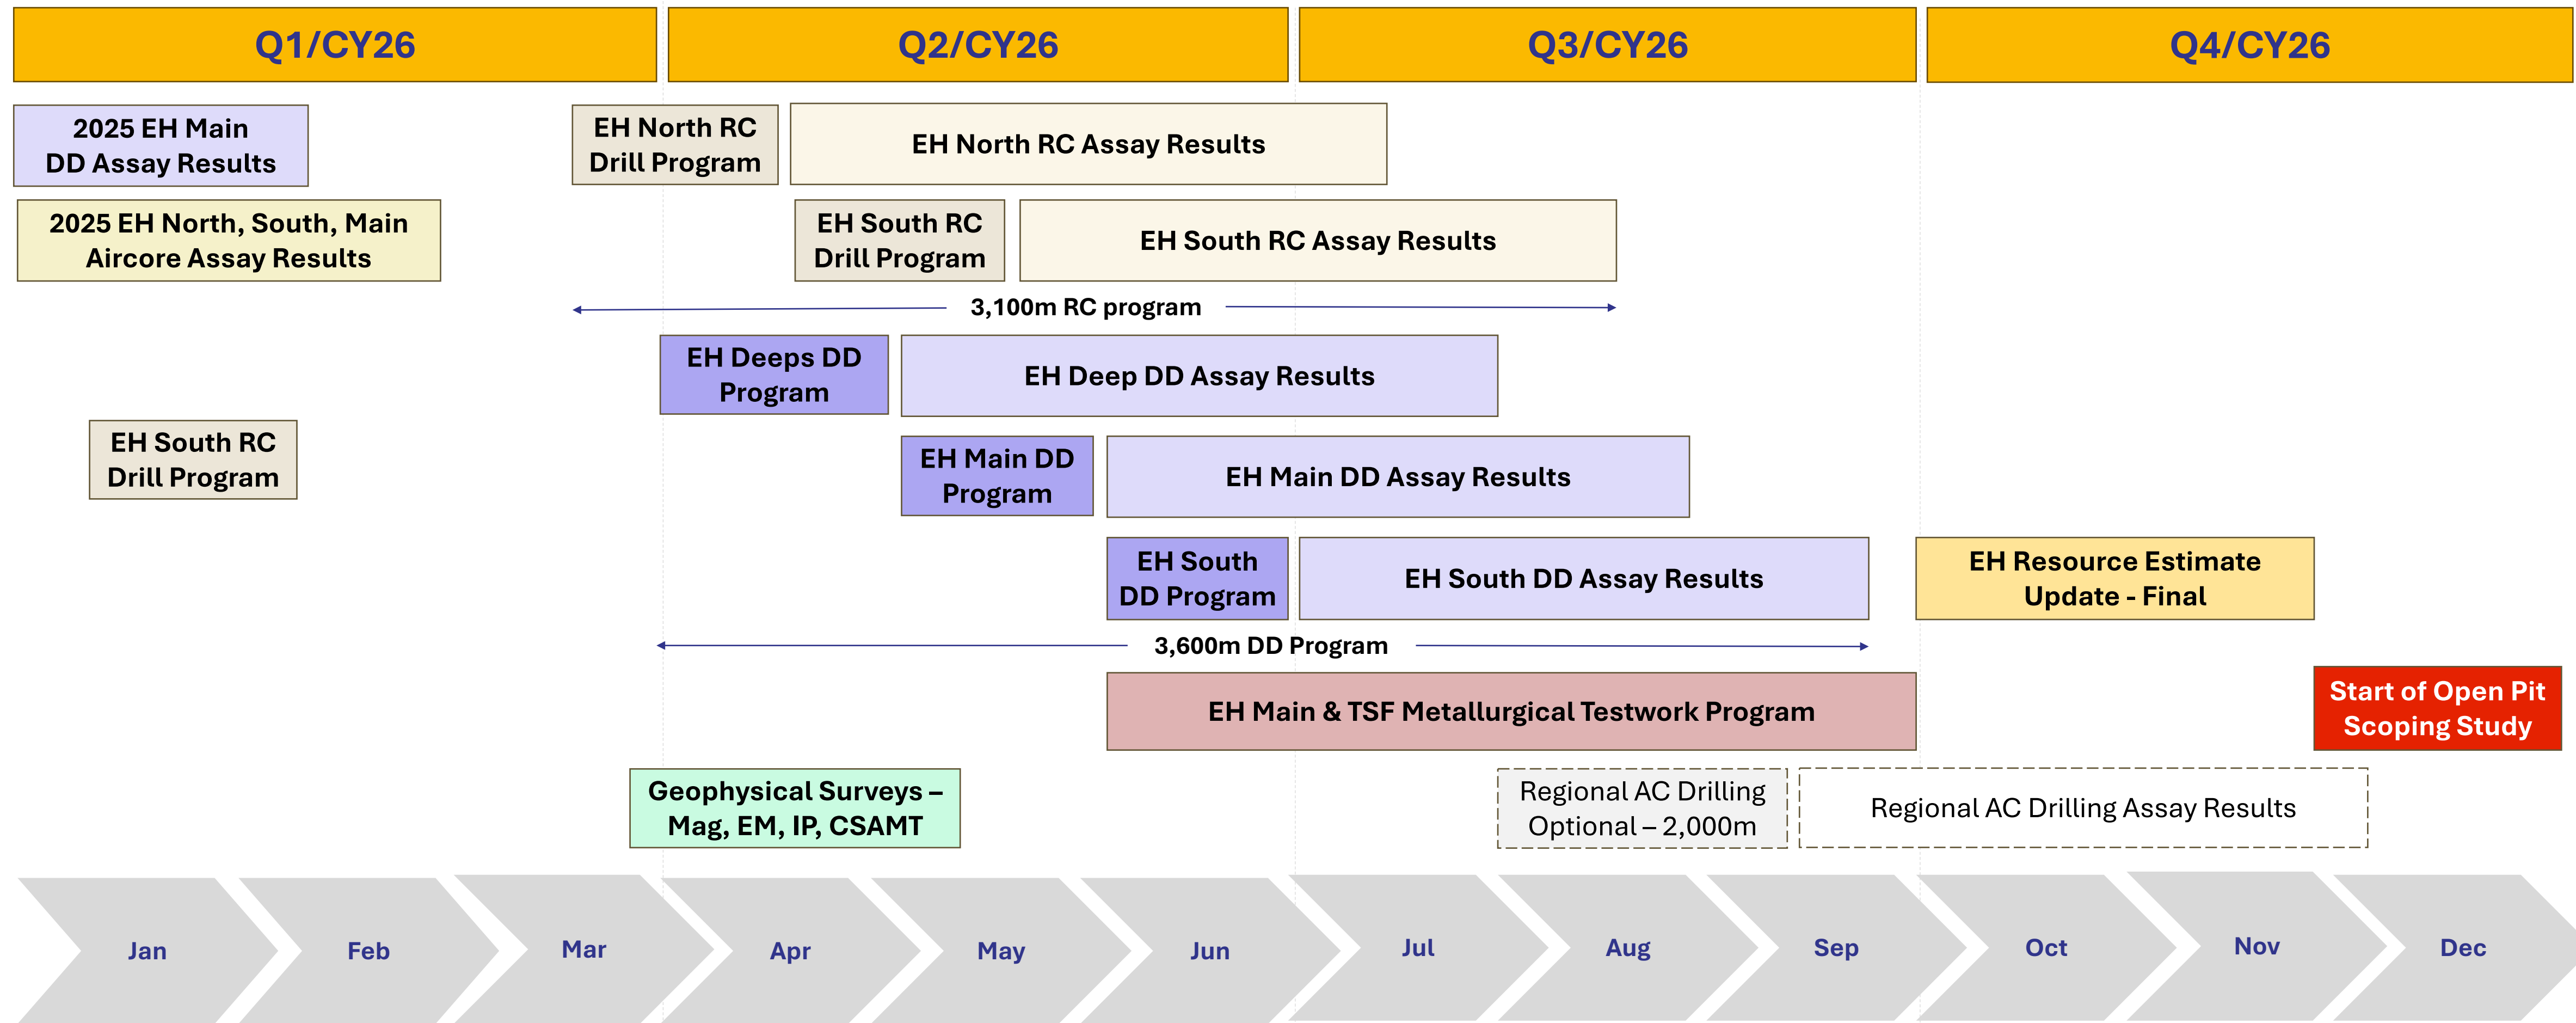 Q1/CY26
Q2/CY26
Q3/CY26
Q4/CY26
2025 EH Main
DD Assay Results
EH North RC
Drill Program
EH North RC Assay Results
2025 EH North, South, Main
Aircore Assay Results
EH South RC
Drill Program
EH South RC Assay Results
3,100m RC program
EH Deeps DD
Program
EH Deep DD Assay Results
EH South RC
Drill Program
EH Main DD
Program
EH Main DD Assay Results
EH South
DD Program
EH South DD Assay Results
EH Resource Estimate
Update - Final
3,600m DD Program
EH Main & TSF Metallurgical Testwork Program
Start of Open Pit
Scoping Study
Geophysical Surveys –
Mag, EM, IP, CSAMT
Regional AC Drilling
Optional – 2,000m
Regional AC Drilling Assay Results
Jan
Feb
Mar
Apr
May
Jun
Jul
Aug
Sep
Oct
Nov
Dec